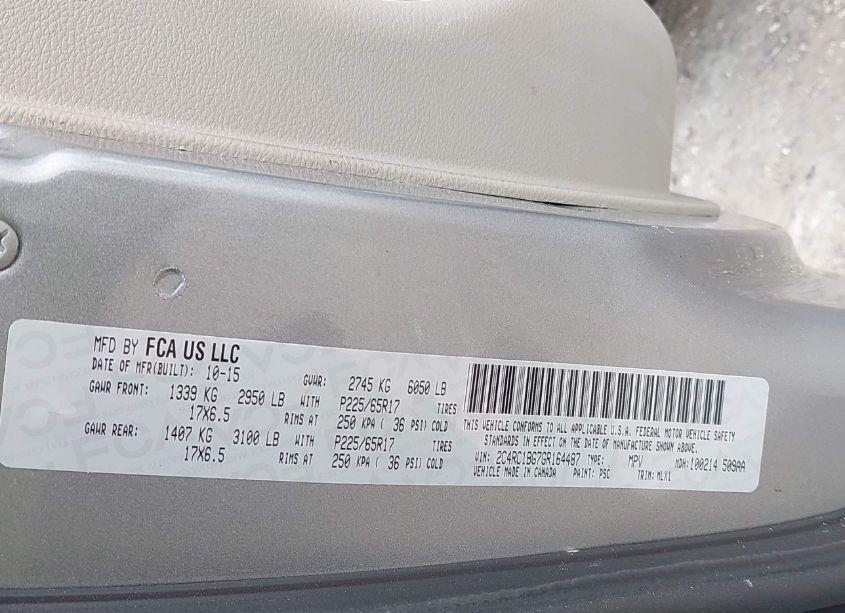 MFD BY FCA US LLC
DATE OF MFR(BUILT): 10-15 GVWR: 2745 KG 6050 LB
GAWR FRONT: 1339 KG 2950 LB WITH P225/65R17 TIRES
17X6.5 RIMS AT 250 KPA ( 36 PSI) COLD
GAWR REAR: 1407 KG 3100 LB WITH P225/65R17 TIRES
17X6.5 RIMS AT 250 KPA ( 36 PSI) COLD
THIS VEHICLE CONFORMS TO ALL APPLICABLE U.S.A. FEDERAL MOTOR VEHICLE SAFETY
STANDARDS IN EFFECT ON THE DATE OF MANUFACTURE SHOWN ABOVE.
VIN: 2C4RC1BG7GR164487 TYPE: MPV MDH: 100214 509AA
VEHICLE MADE IN CANADA PAINT: PSC TRIM: MLX1